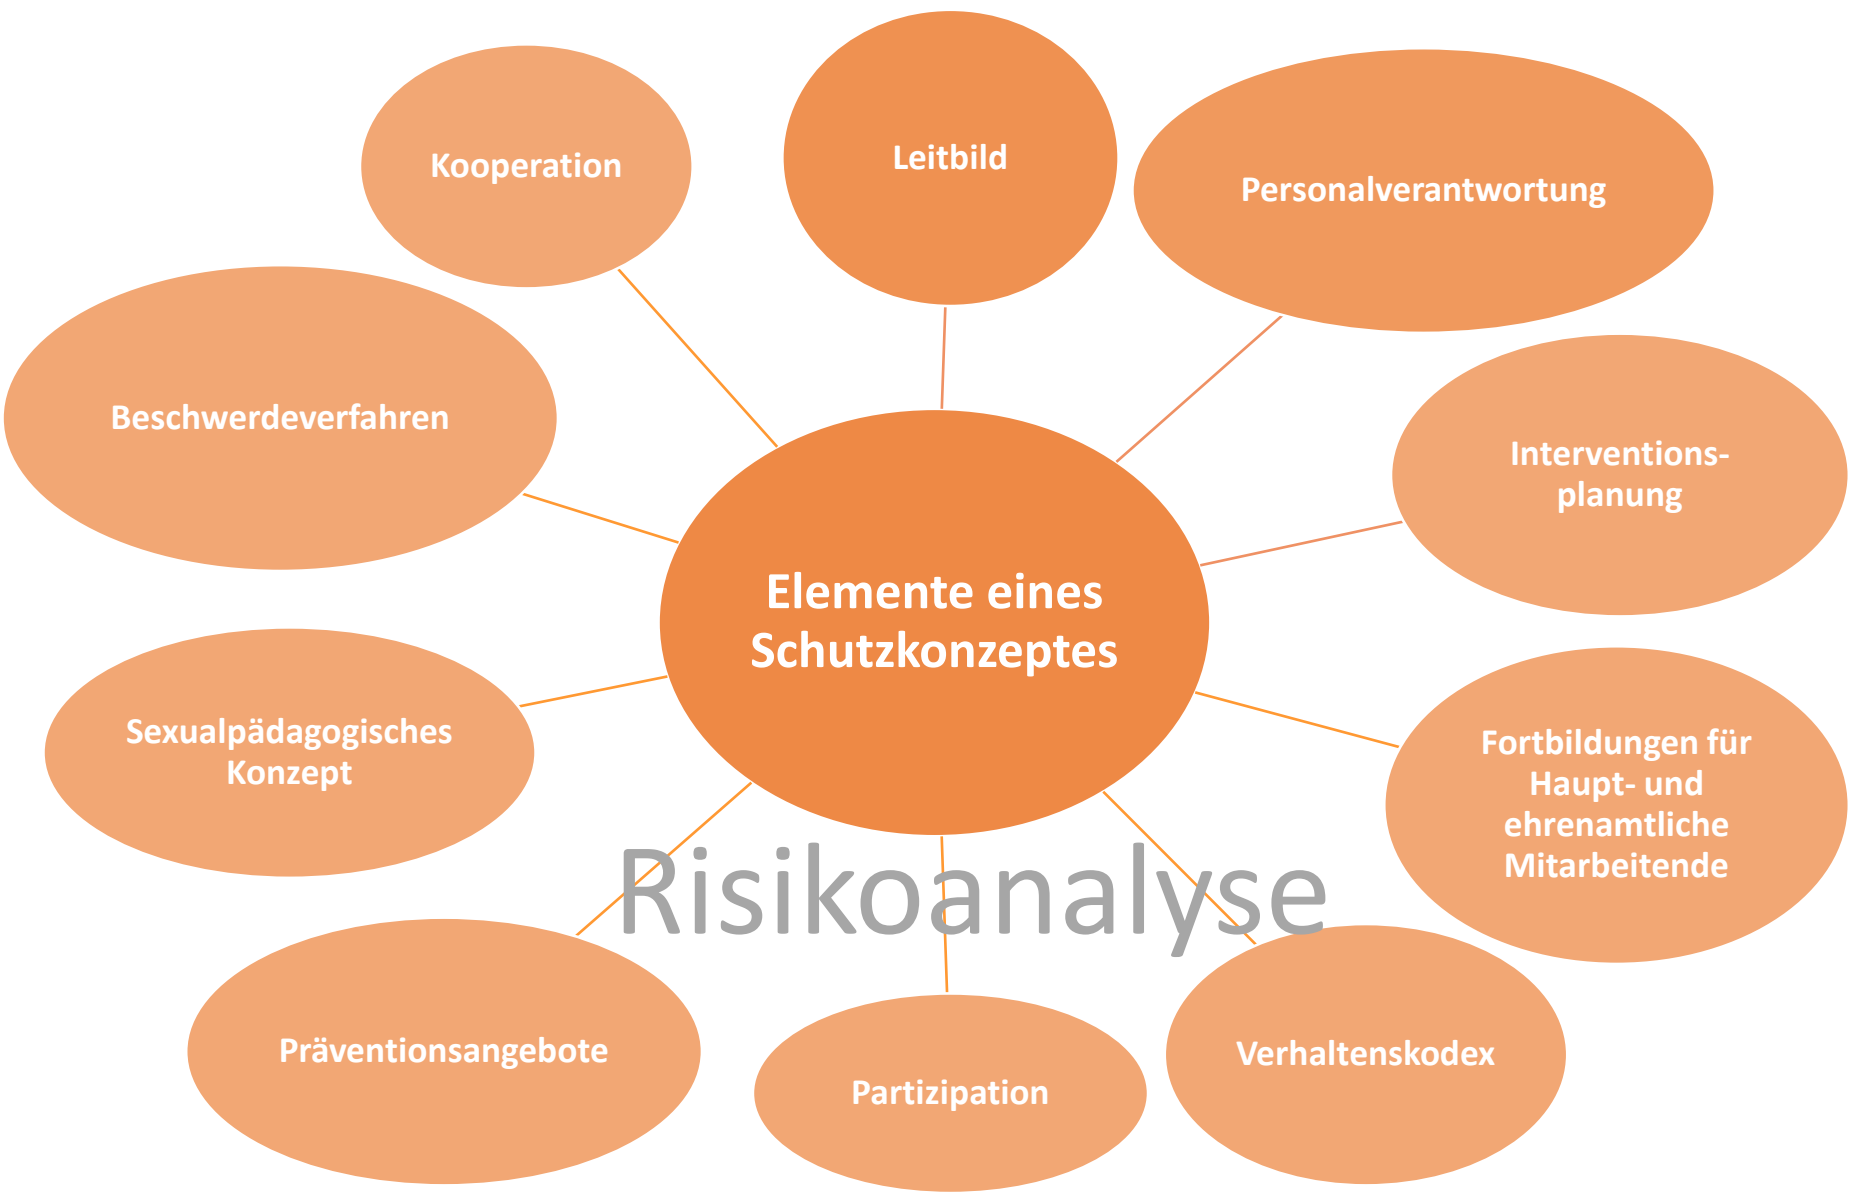 Leitbild
Kooperation
Personalverantwortung
Beschwerdeverfahren
Interventions-
planung
Elemente eines
Schutzkonzeptes
Sexualpädagogisches
Konzept
Fortbildungen für
Haupt- und
ehrenamtliche
Mitarbeitende
Risikoanalyse
Präventionsangebote
Partizipation
Verhaltenskodex